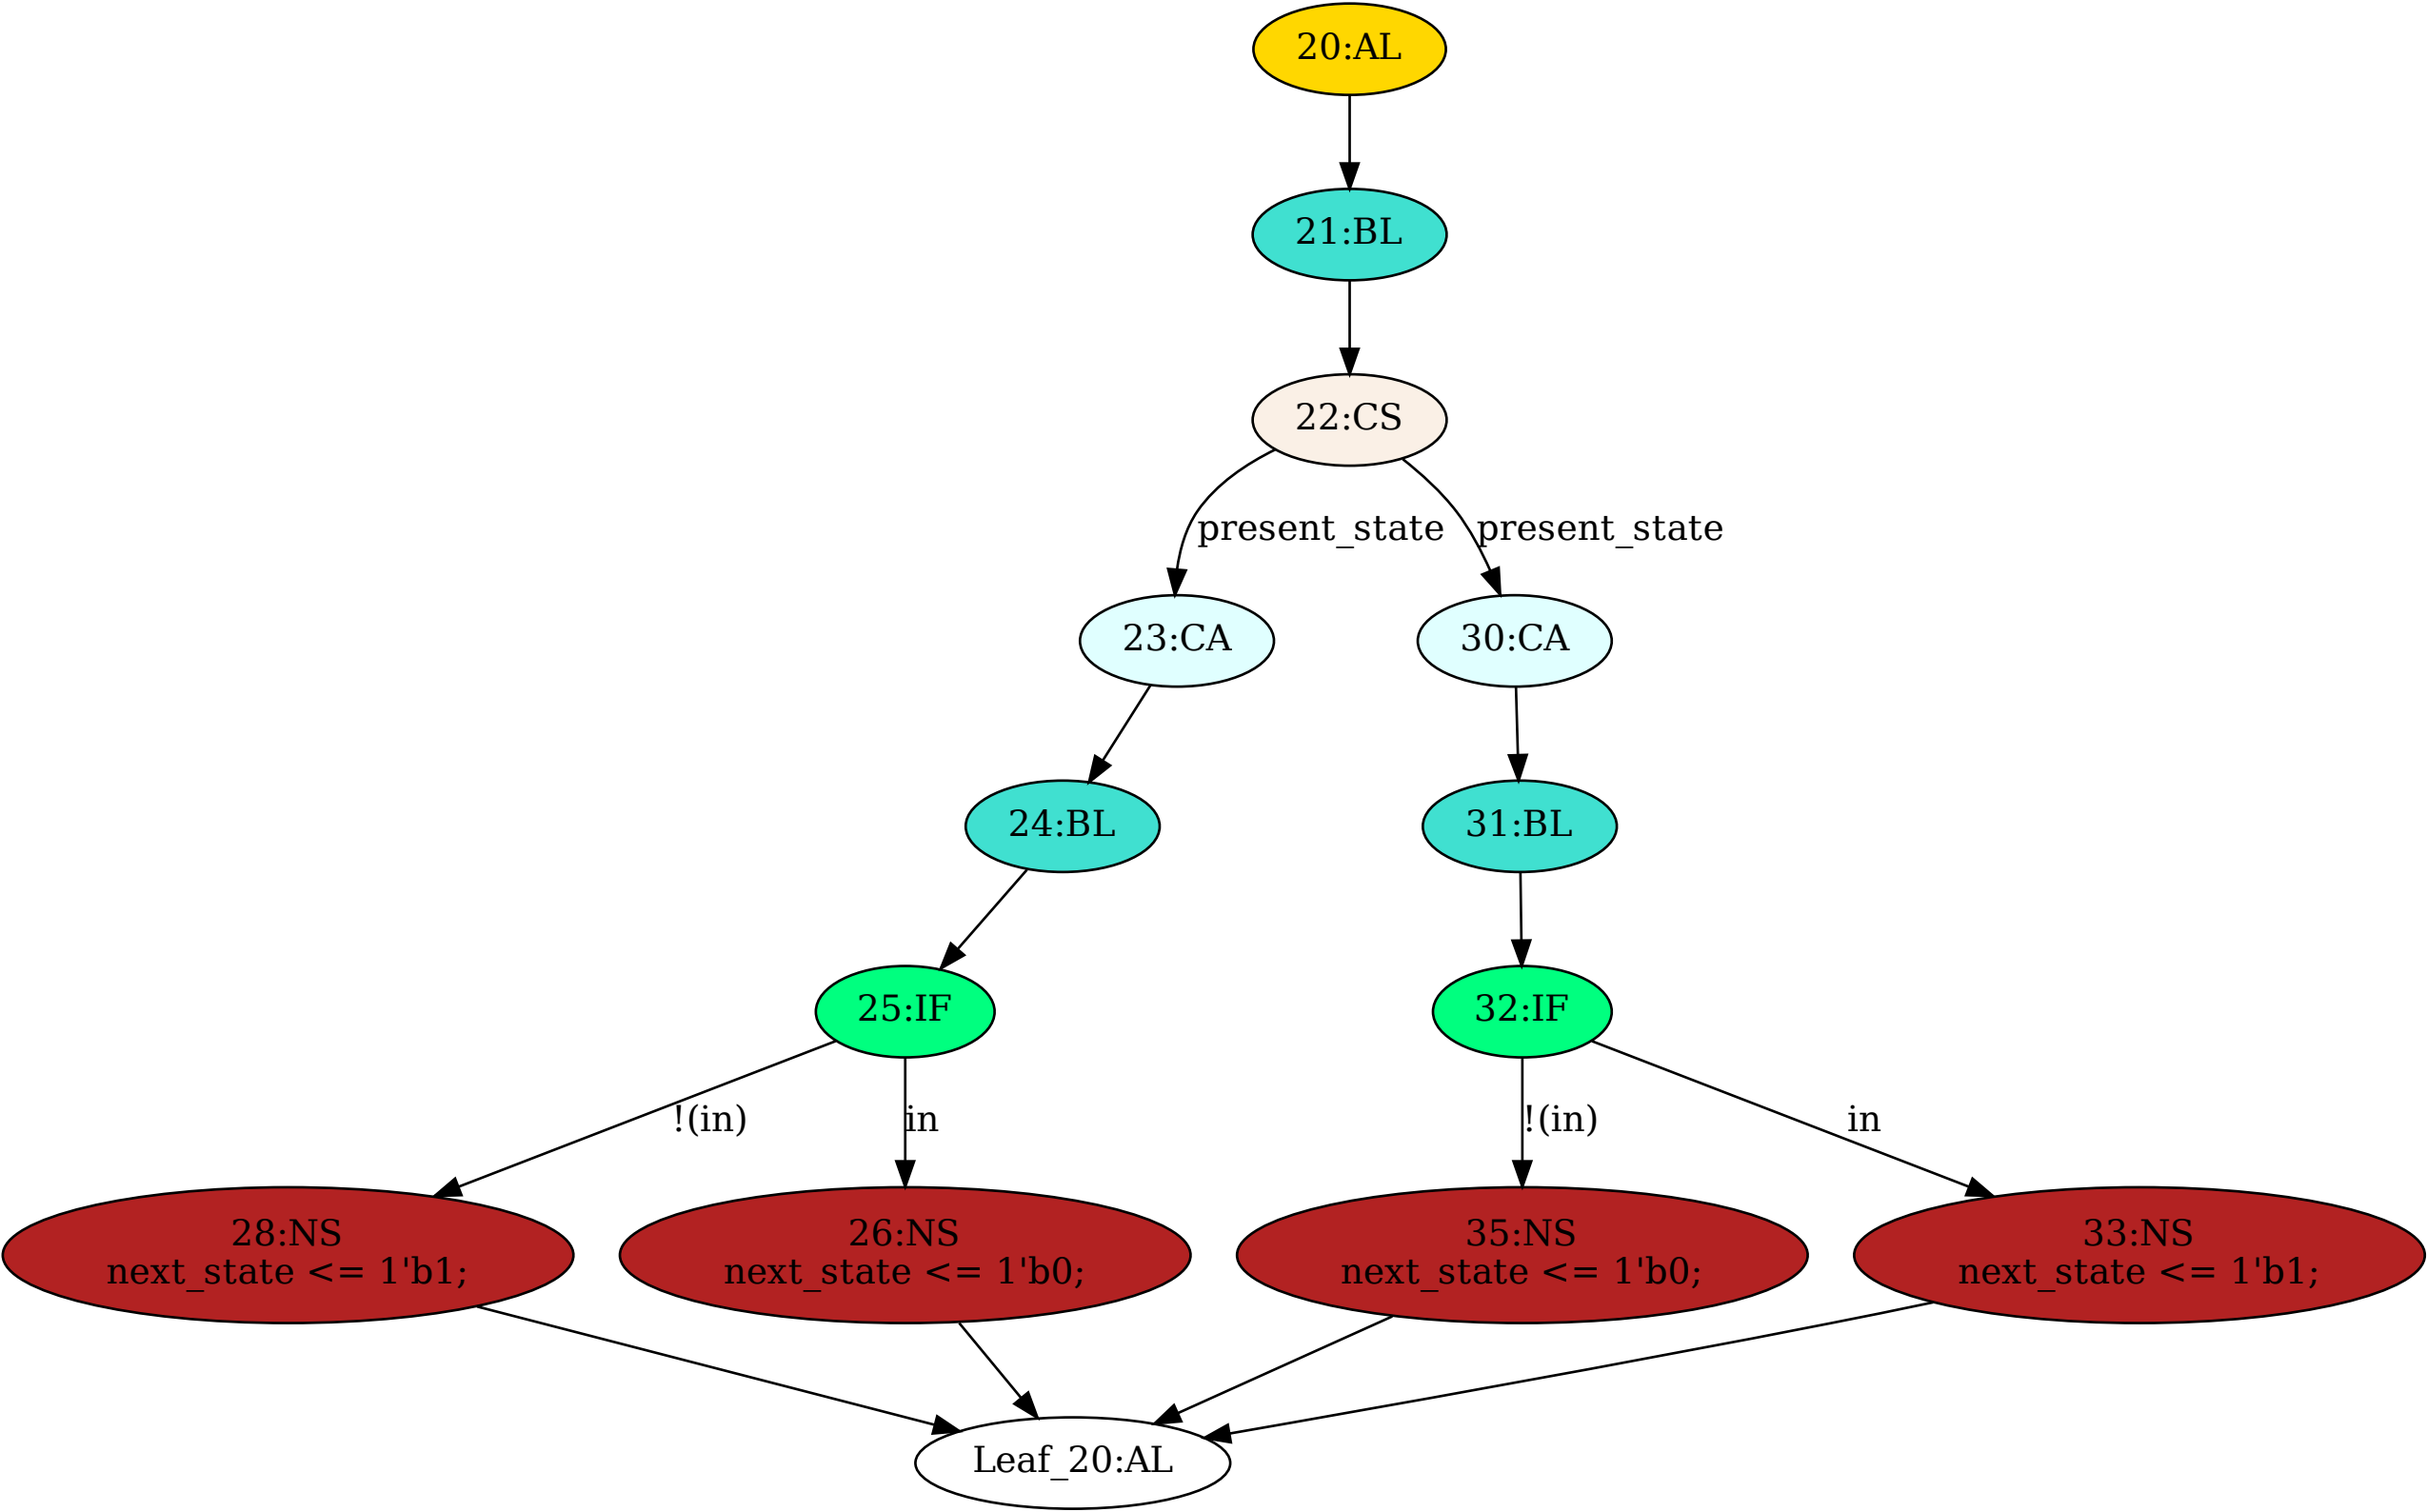 20:AL
21:BL
22:CS
present_state
present_state
23:CA
30:CA
24:BL
31:BL
25:IF
32:IF
!(in)
in
!(in)
in
28:NS
next_state <= 1'b1;
26:NS
next_state <= 1'b0;
35:NS
next_state <= 1'b0;
33:NS
next_state <= 1'b1;
Leaf_20:AL